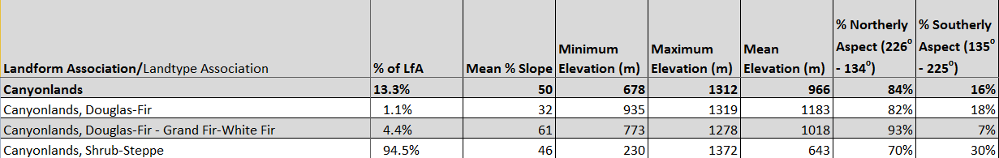 Landform Association/Landtype Association % of LfA Mean % Slope Minimum Elevation (m) Maximum Elevation (m) Mean Elevation (m) % Northerly Aspect (226° - 134°) % Southerly Aspect (135° - 225°)
Canyonlands 13.3% 50 678 1312 966 84% 16%
Canyonlands, Douglas-Fir 1.1% 32 935 1319 1183 82% 18%
Canyonlands, Douglas-Fir - Grand Fir-White Fir 4.4% 61 773 1278 1018 93% 7%
Canyonlands, Shrub-Steppe 94.5% 46 230 1372 643 70% 30%